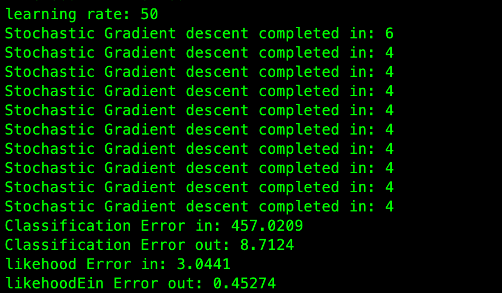 learning rate: 50
Stochastic Gradient descent completed in: 6
Stochastic Gradient descent completed in: 4
Stochastic Gradient descent completed in: 4
Stochastic Gradient descent completed in: 4
Stochastic Gradient descent completed in: 4
Stochastic Gradient descent completed in: 4
Stochastic Gradient descent completed in: 4
Stochastic Gradient descent completed in: 4
Stochastic Gradient descent completed in: 4
Stochastic Gradient descent completed in: 4
Classification Error in: 457.0209
Classification Error out: 8.7124
likehood Error in: 3.0441
likehoodEin Error out: 0.45274